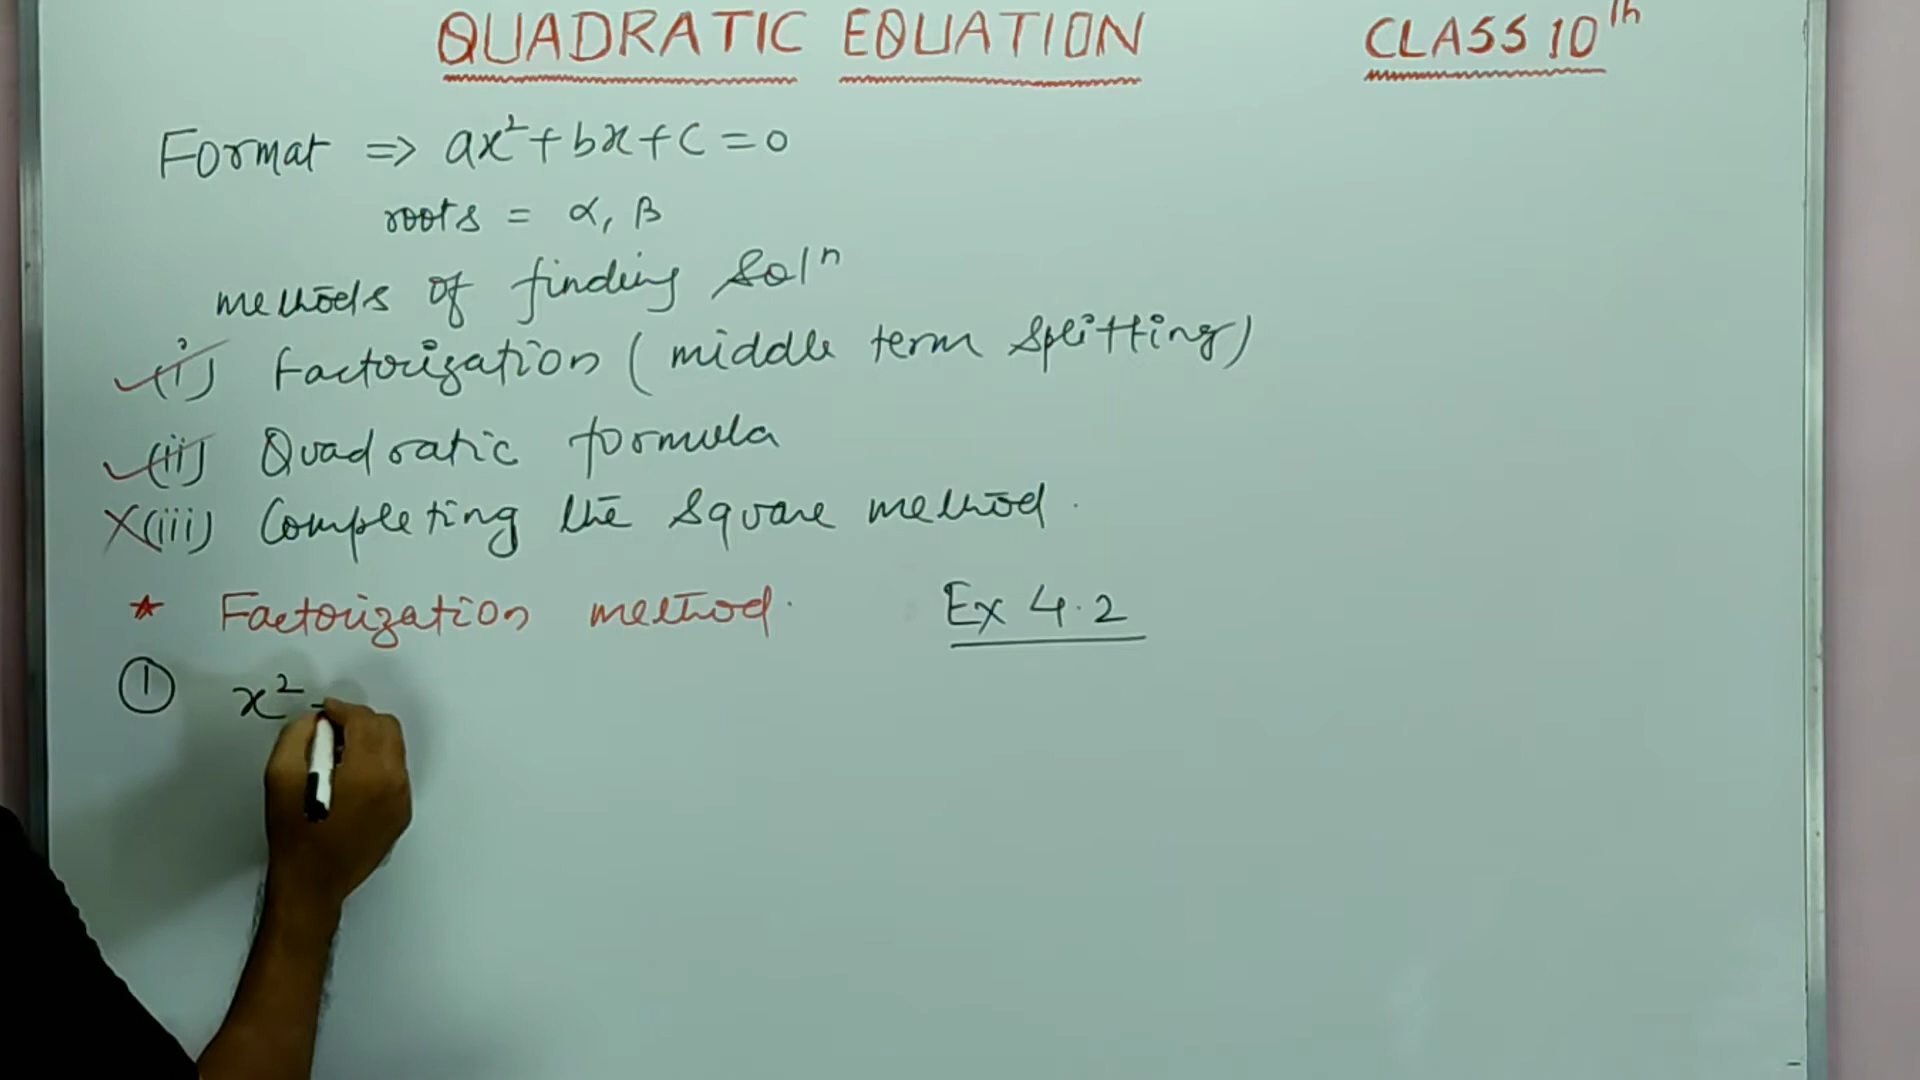 QUADRATIC EQUATION CLASS 10th
Format => ax²+bx+c=0
roots = α, β
methods of finding Solⁿ
(i) Factorization (middle term splitting)
(ii) Quadratic formula
X(iii) Completing the Square method.
★ Factorization method. Ex 4.2
① x² -